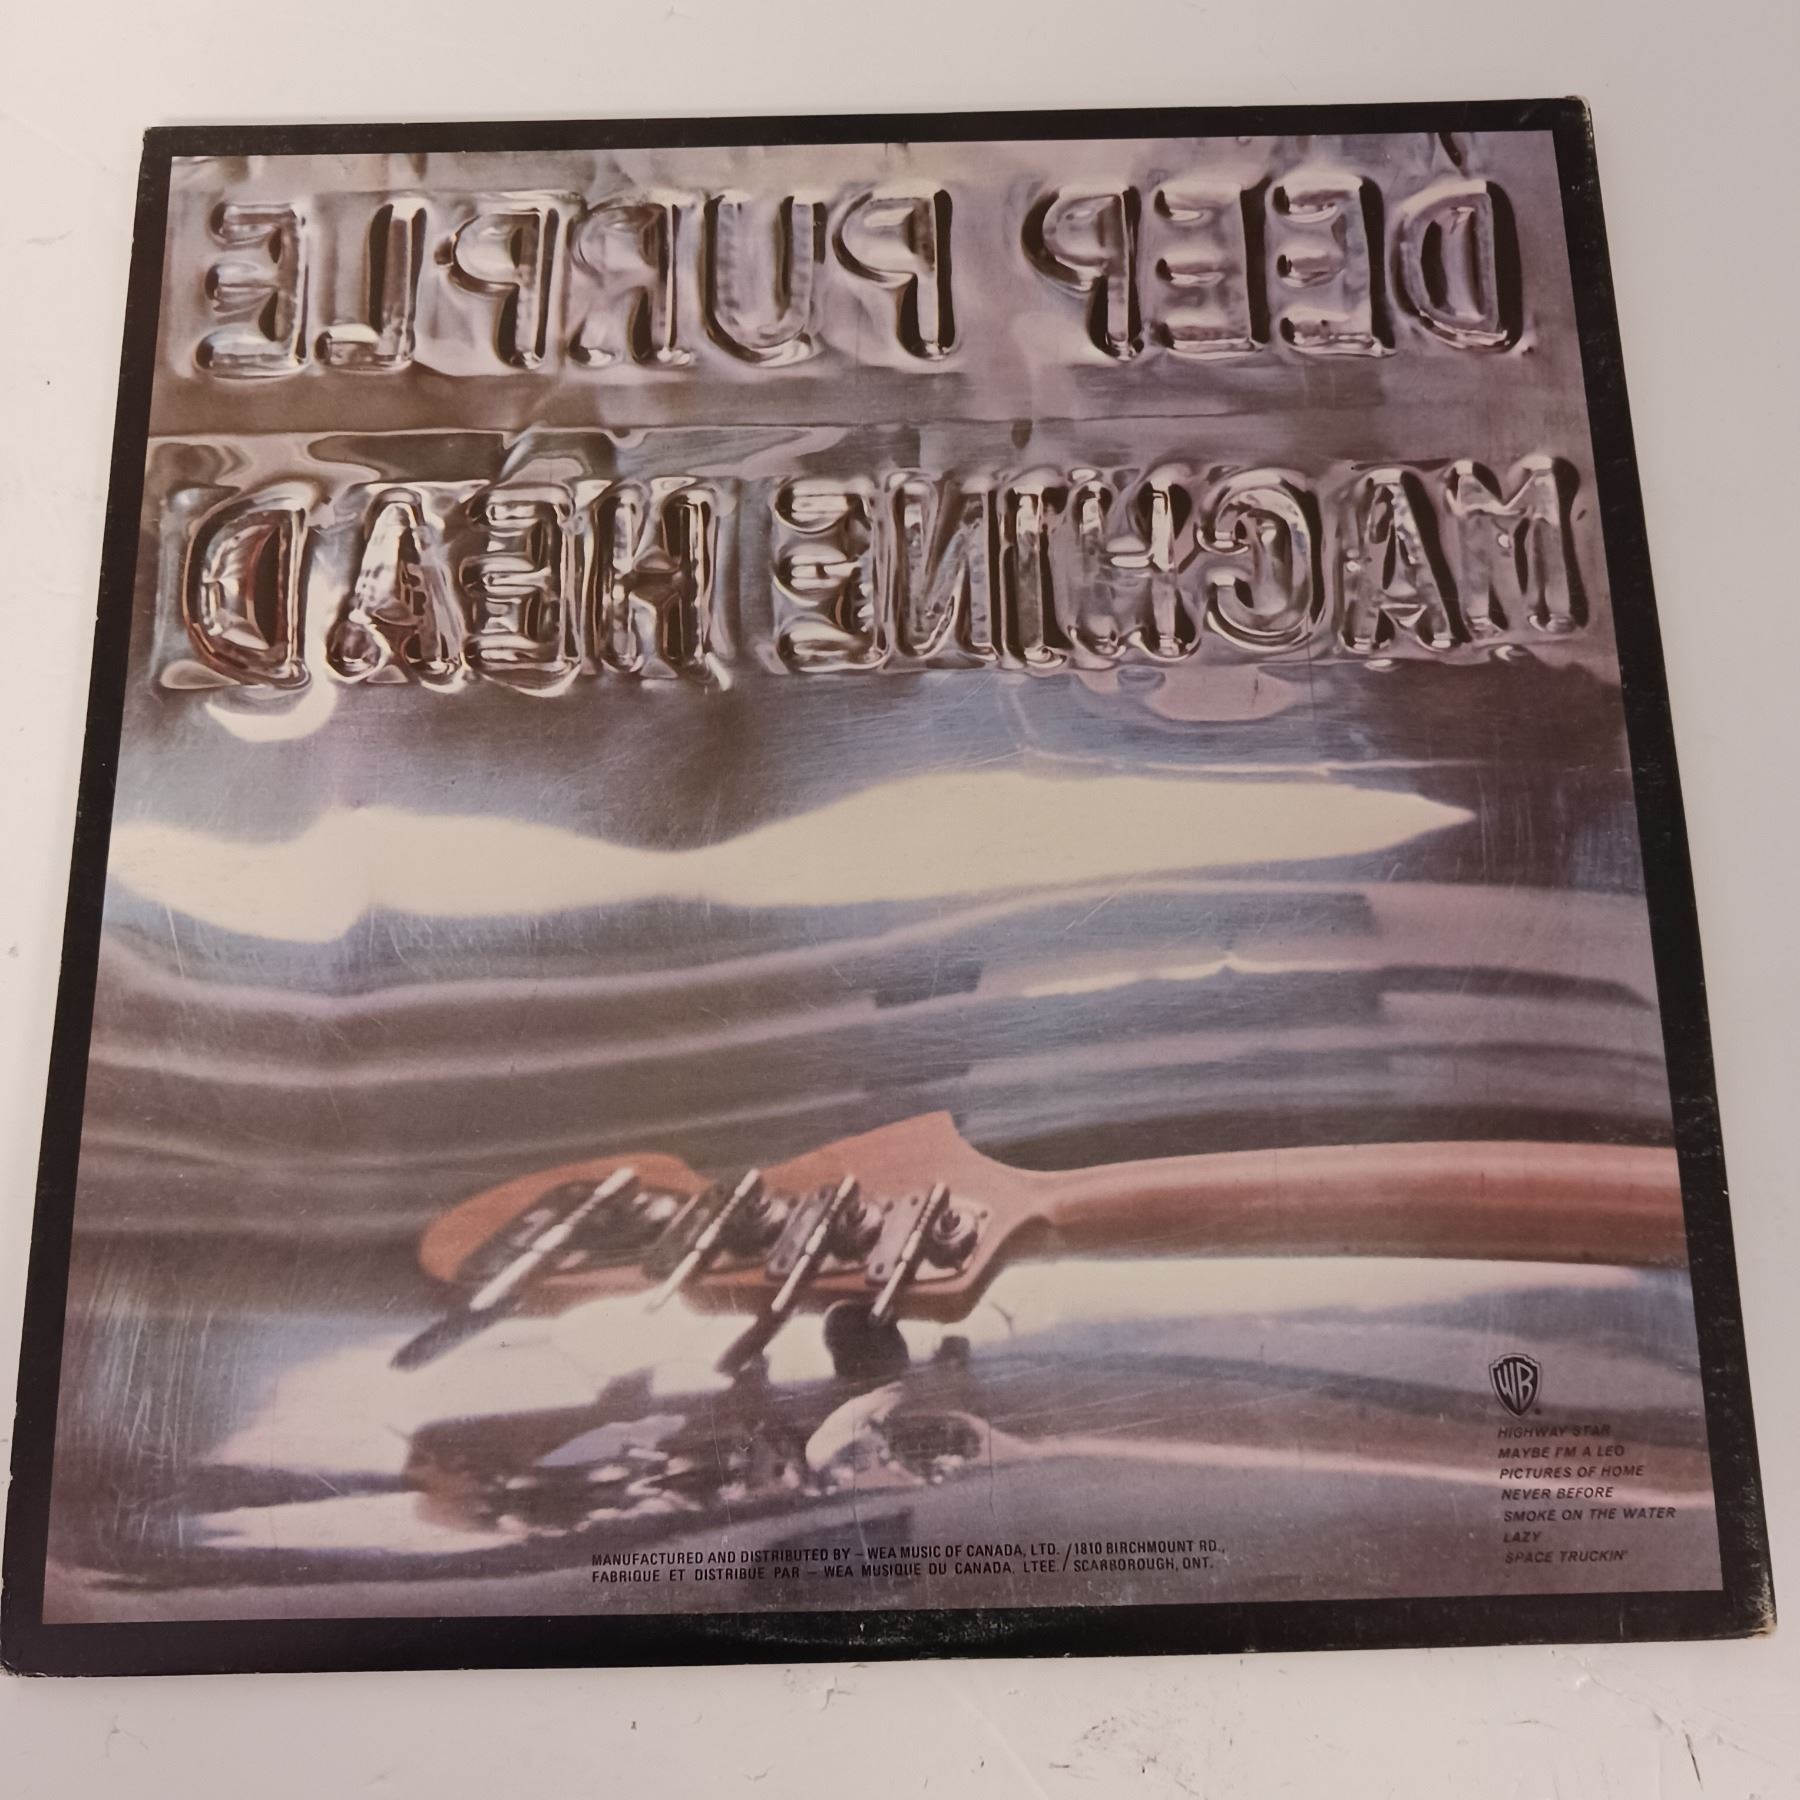 DEEP PURPLE
MACHINE HEAD
WB
HIGHWAY STAR
MAYBE I'M A LEO
PICTURES OF HOME
NEVER BEFORE
SMOKE ON THE WATER
LAZY
SPACE TRUCKIN'
MANUFACTURED AND DISTRIBUTED BY – WEA MUSIC OF CANADA, LTD. / 1810 BIRCHMOUNT RD.,
FABRIQUE ET DISTRIBUE PAR – WEA MUSIQUE DU CANADA, LTEE. / SCARBOROUGH, ONT.